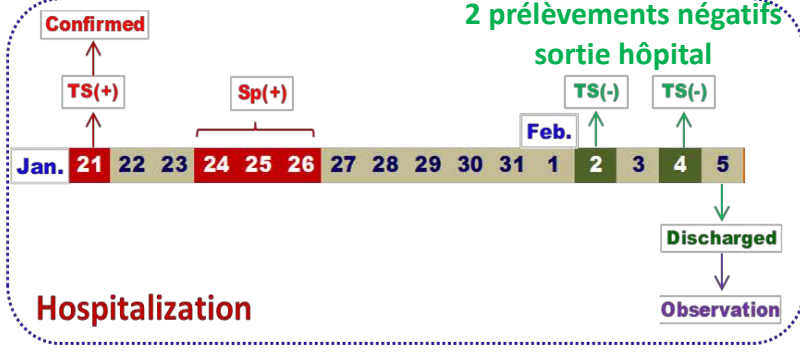 2 prélèvements négatifs
sortie hôpital
Confirmed
TS(+)
Sp(+)
TS(-)
TS(-)
Feb.
Jan. 21 22 23 24 25 26 27 28 29 30 31 1 2 3 4 5
Discharged
Hospitalization
Observation